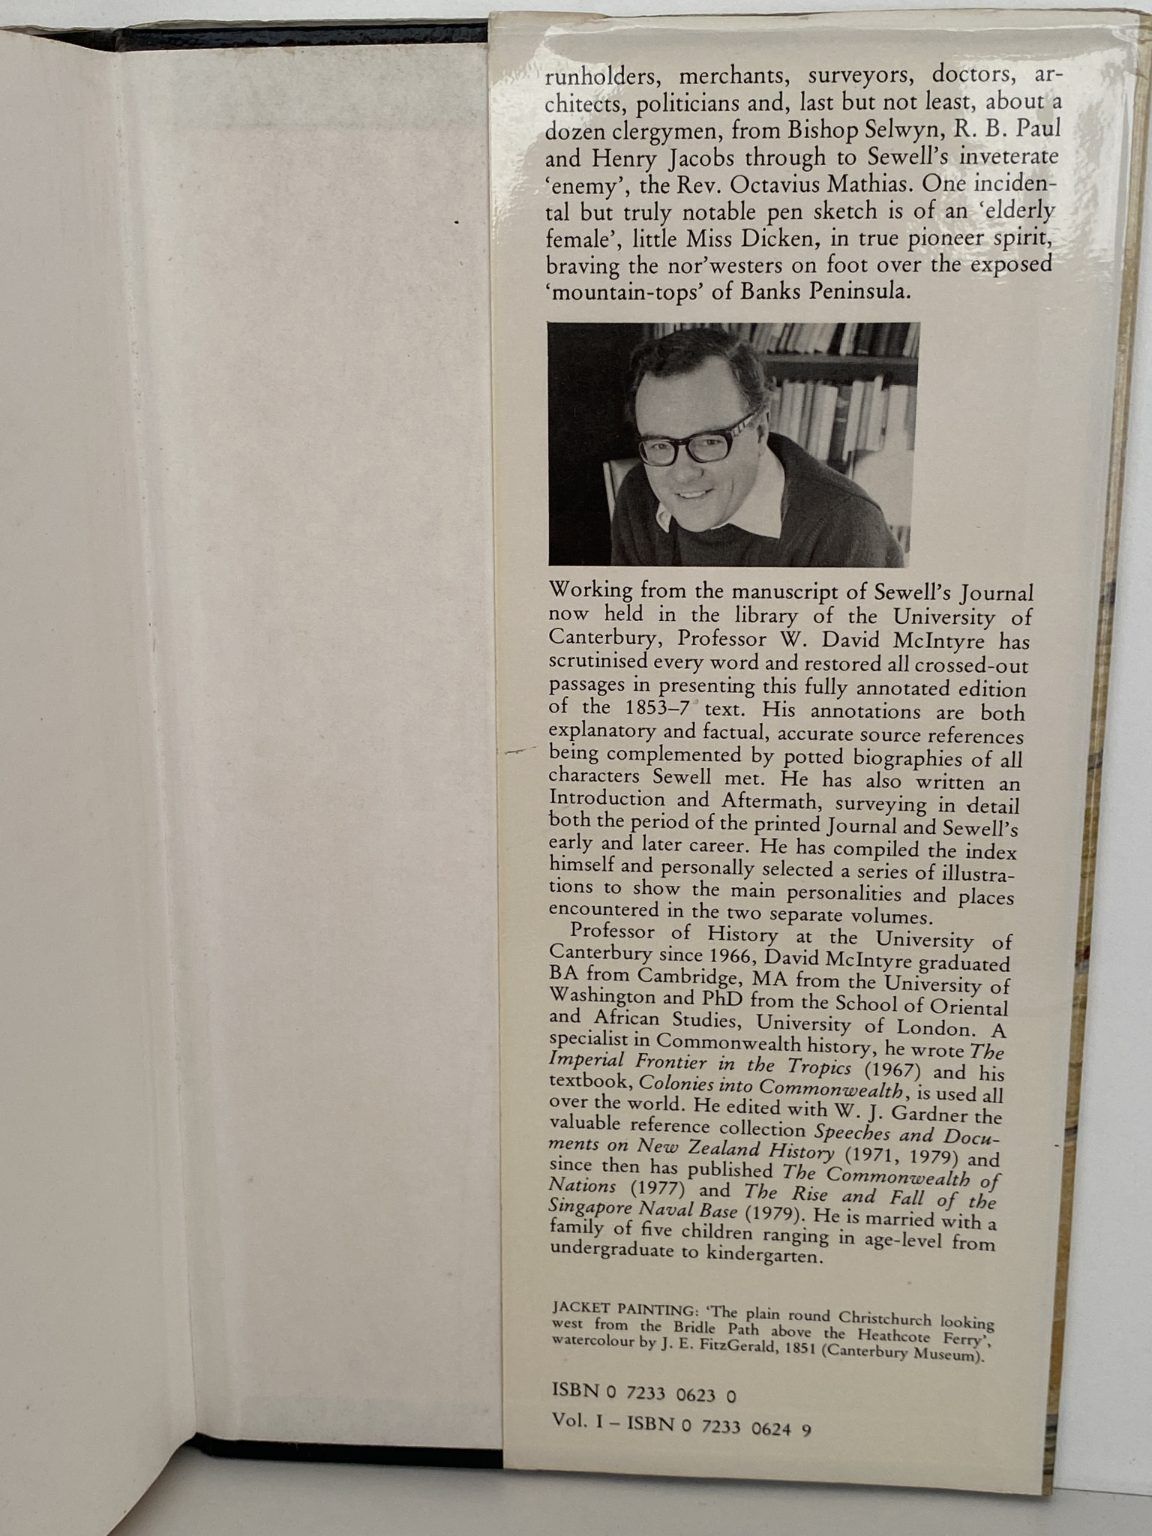 runholders, merchants, surveyors, doctors, ar-
chitects, politicians and, last but not least, about a
dozen clergymen, from Bishop Selwyn, R. B. Paul
and Henry Jacobs through to Sewell's inveterate
'enemy', the Rev. Octavius Mathias. One inciden-
tal but truly notable pen sketch is of an 'elderly
female', little Miss Dicken, in true pioneer spirit,
braving the nor'westers on foot over the exposed
'mountain-tops' of Banks Peninsula.
Working from the manuscript of Sewell's Journal
now held in the library of the University of
Canterbury, Professor W. David McIntyre has
scrutinised every word and restored all crossed-out
passages in presenting this fully annotated edition
of the 1853–7 text. His annotations are both
explanatory and factual, accurate source references
being complemented by potted biographies of all
characters Sewell met. He has also written an
Introduction and Aftermath, surveying in detail
both the period of the printed Journal and Sewell's
early and later career. He has compiled the index
himself and personally selected a series of illustra-
tions to show the main personalities and places
encountered in the two separate volumes.
Professor of History at the University of
Canterbury since 1966, David McIntyre graduated
BA from Cambridge, MA from the University of
Washington and PhD from the School of Oriental
and African Studies, University of London. A
specialist in Commonwealth history, he wrote The
Imperial Frontier in the Tropics (1967) and his
textbook, Colonies into Commonwealth, is used all
over the world. He edited with W. J. Gardner the
valuable reference collection Speeches and Docu-
ments on New Zealand History (1971, 1979) and
since then has published The Commonwealth of
Nations (1977) and The Rise and Fall of the
Singapore Naval Base (1979). He is married with a
family of five children ranging in age-level from
undergraduate to kindergarten.
JACKET PAINTING: 'The plain round Christchurch looking
west from the Bridle Path above the Heathcote Ferry',
watercolour by J. E. FitzGerald, 1851 (Canterbury Museum).
ISBN 0 7233 0623 0
Vol. I – ISBN 0 7233 0624 9